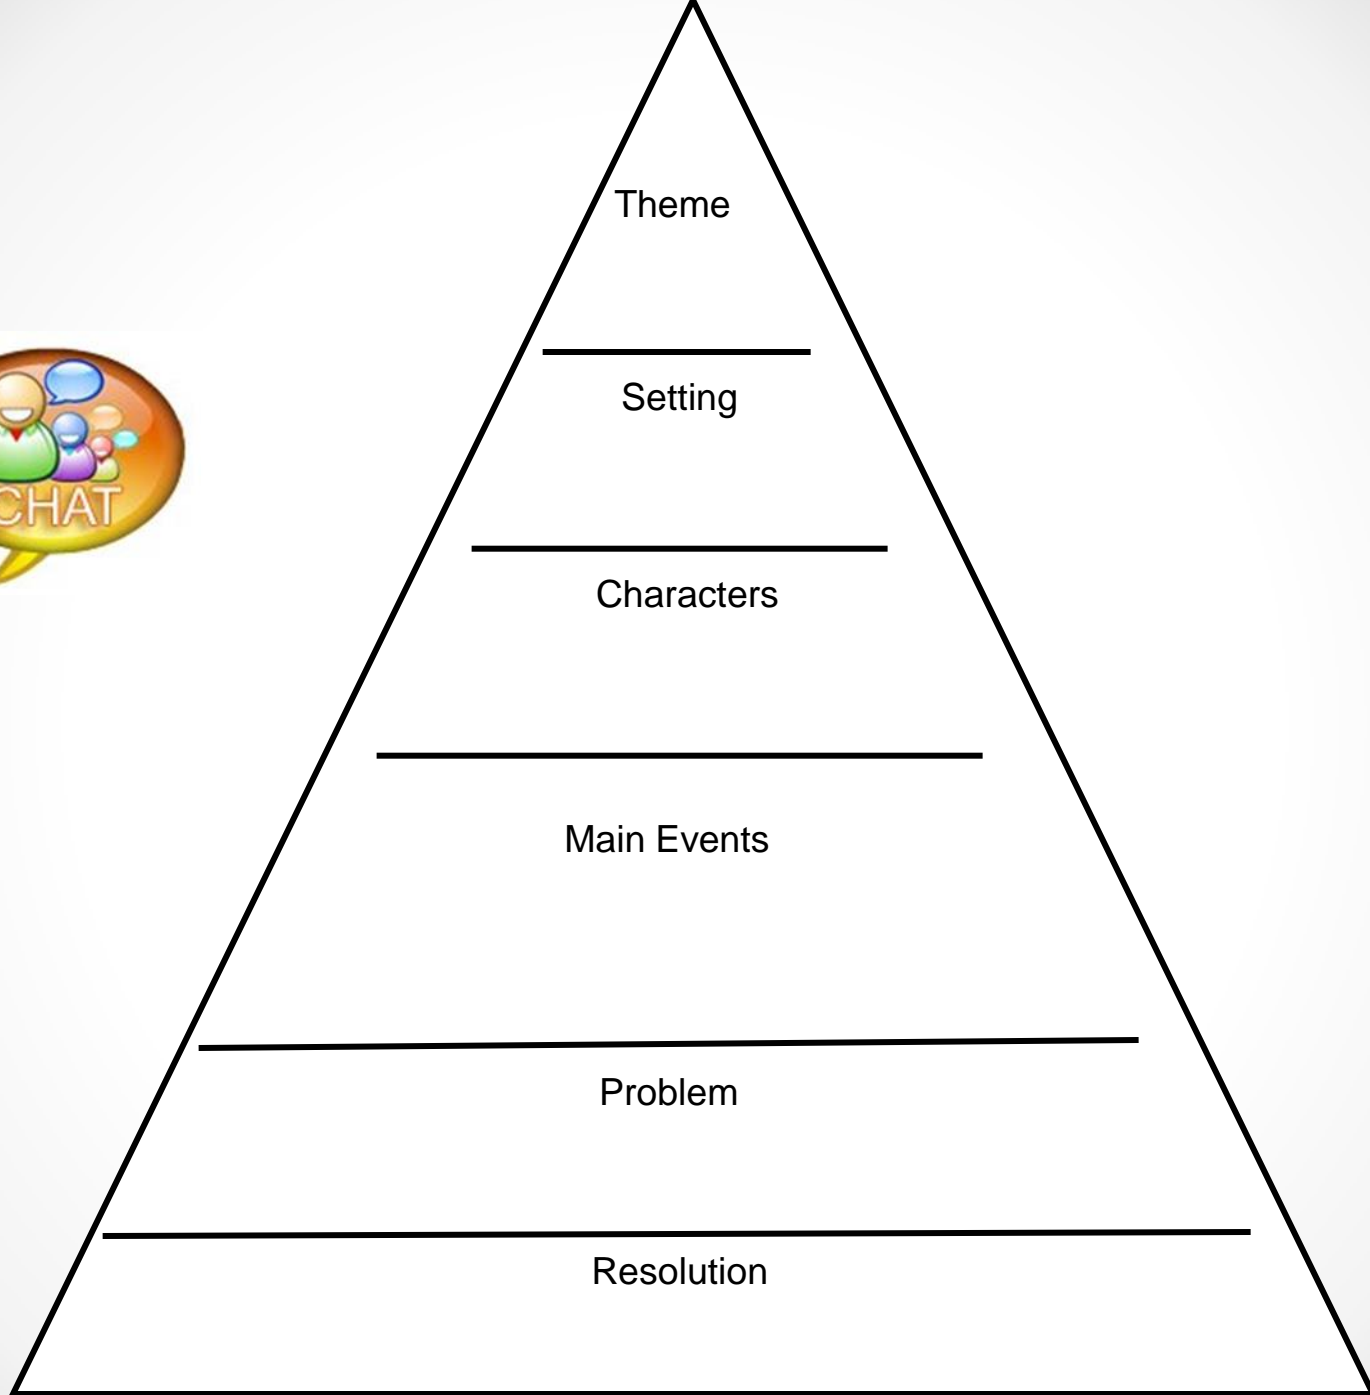 Theme
Setting
CHAT
Characters
Main Events
Problem
Resolution